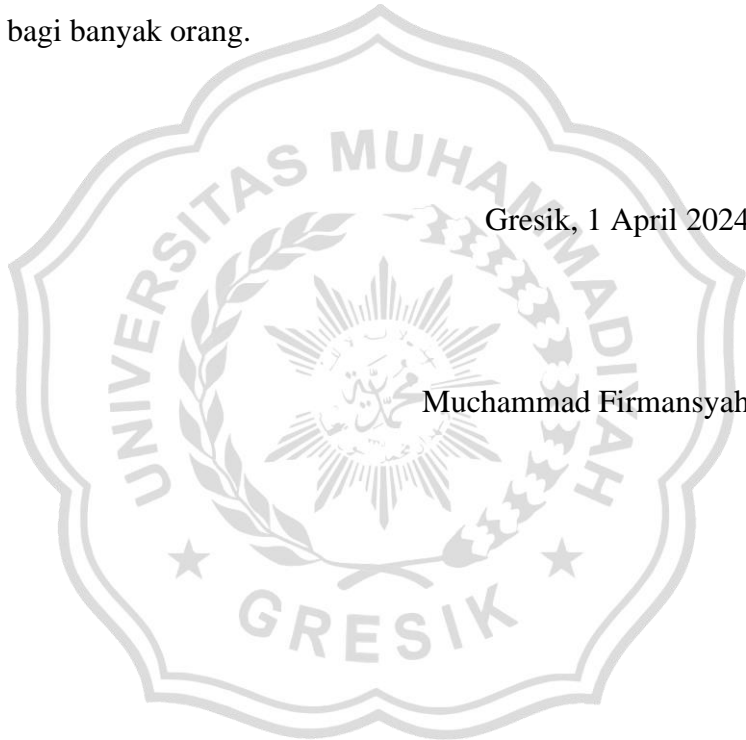 bagi banyak orang.
UNIVERSITAS MUHAMMADIYAH
Gresik, 1 April 2024
Muchammad Firmansyah
GRESIK